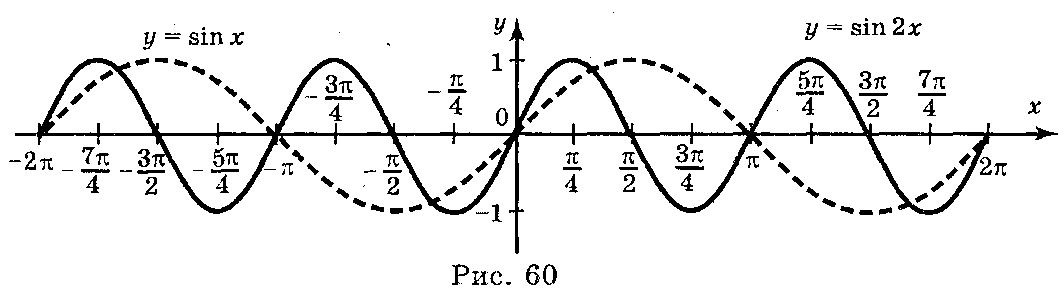 y = sin x
y
y = sin 2x
1
-3π/4
-π/4
5π/4
3π/2
7π/4
0
x
-2π
-7π/4
-3π/2
-5π/4
-π
-π/2
π/4
π/2
3π/4
π
2π
-1
Рис. 60